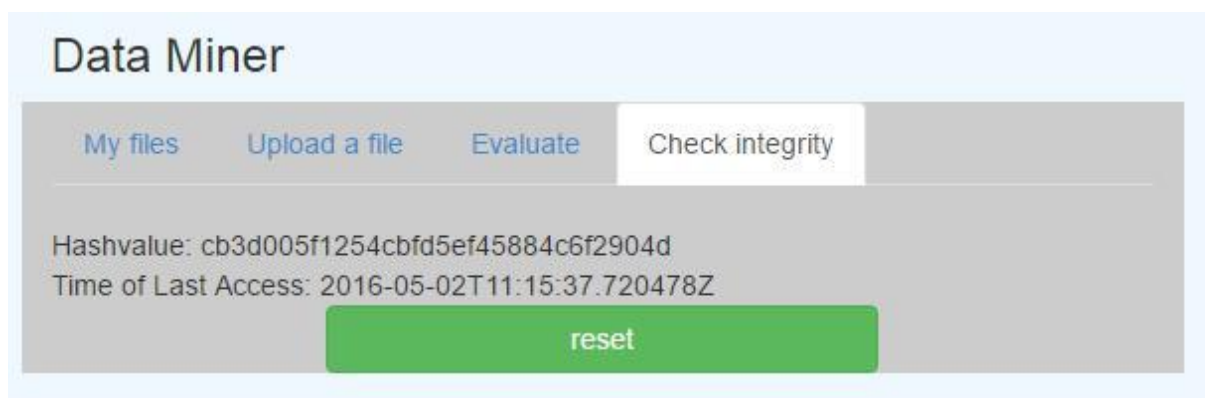 Data Miner
My files Upload a file Evaluate Check integrity
Hashvalue: cb3d005f1254cbfd5ef45884c6f2904d
Time of Last Access: 2016-05-02T11:15:37.720478Z
reset